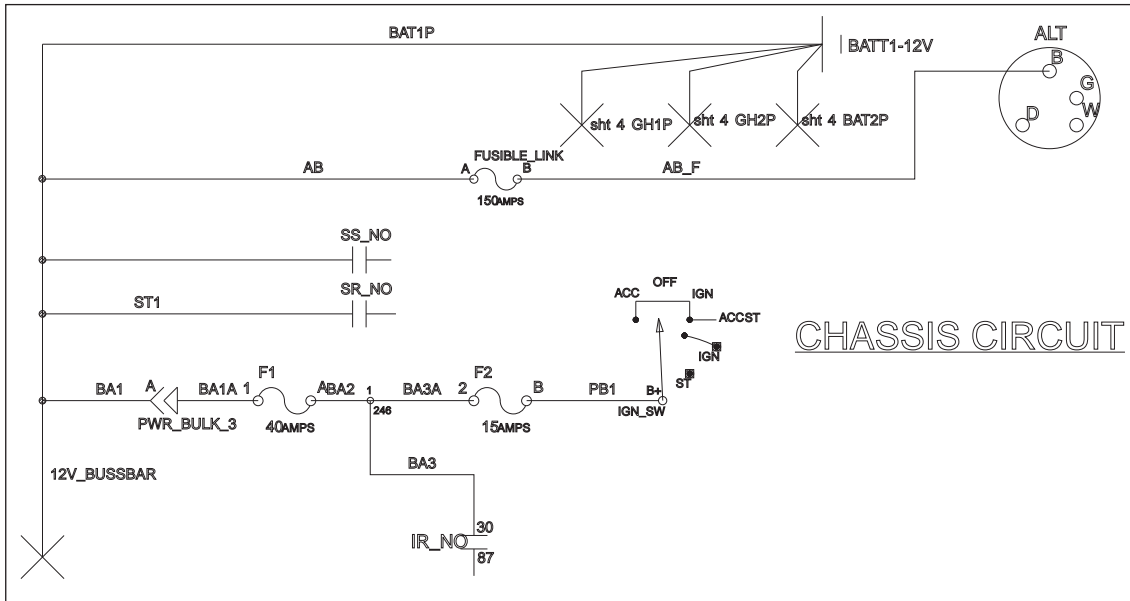 BAT1P
BATT1-12V
ALT
B
G
W
D
sht 4 GH1P
sht 4 GH2P
sht 4 BAT2P
FUSIBLE_LINK
AB
A
B
AB_F
150AMPS
SS_NO
ST1
SR_NO
OFF
ACC
IGN
ACCST
IGN
ST
CHASSIS CIRCUIT
BA1
A
BA1A
1
F1
A
BA2
1
BA3A
2
F2
B
PB1
B+
PWR_BULK_3
40AMPS
246
15AMPS
IGN_SW
12V_BUSSBAR
BA3
30
IR_NO
87